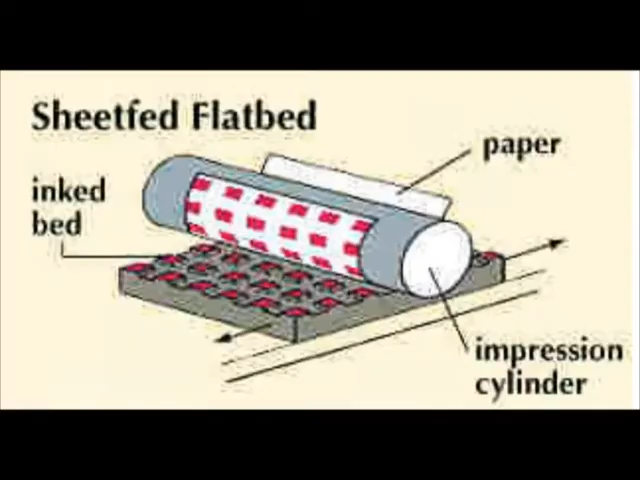 Sheetfed Flatbed
paper
inked
bed
impression
cylinder